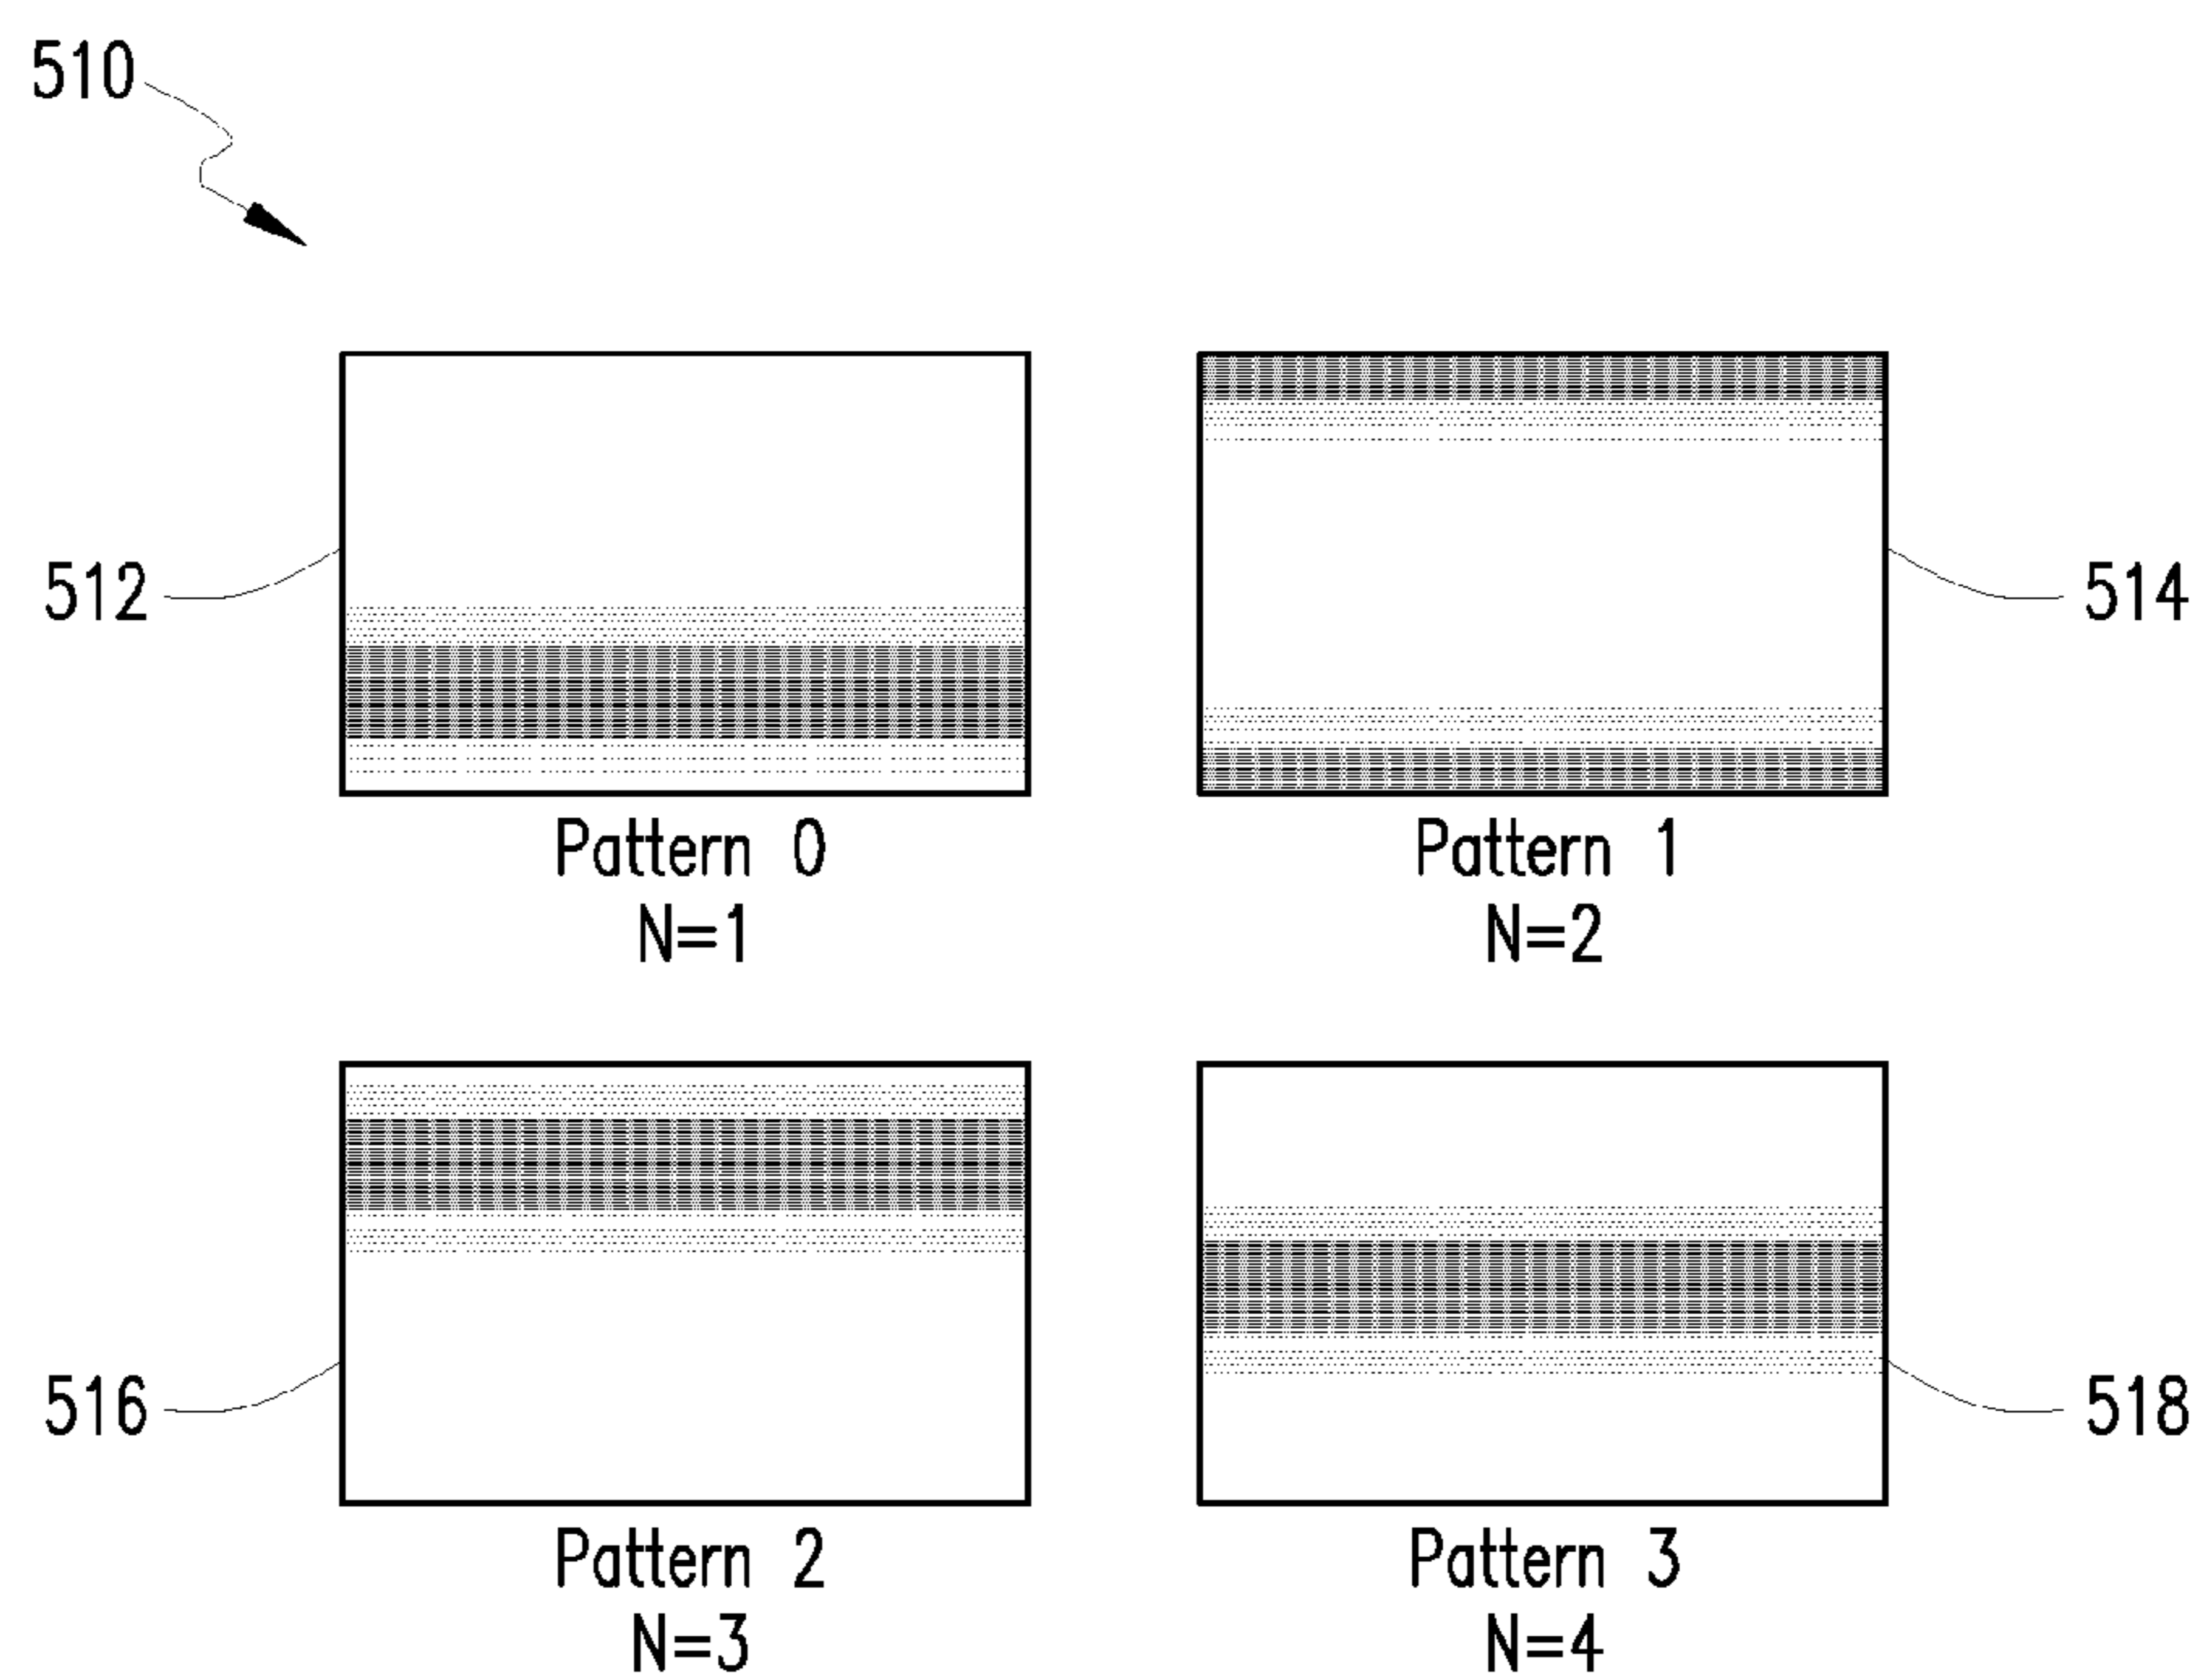 510
512
514
Pattern 0
N=1
Pattern 1
N=2
516
518
Pattern 2
N=3
Pattern 3
N=4